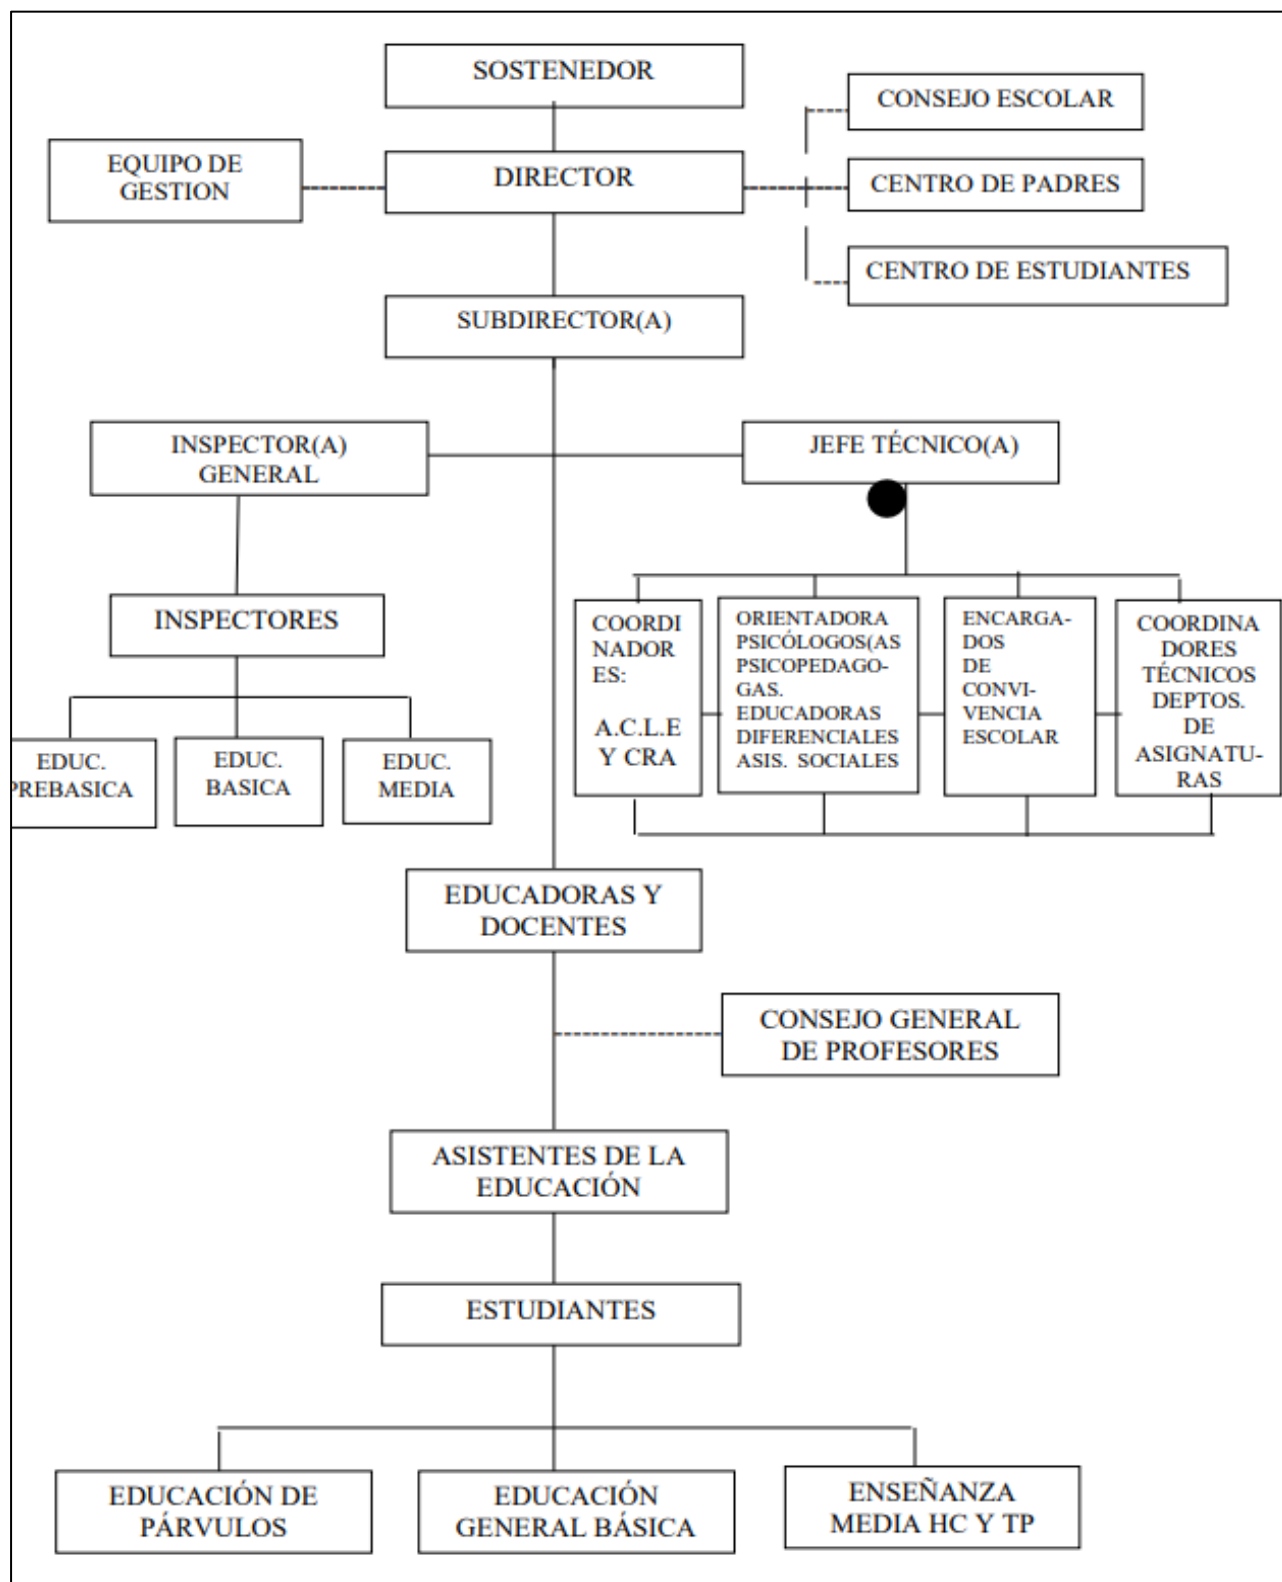 SOSTENEDOR
CONSEJO ESCOLAR
EQUIPO DE
GESTION
DIRECTOR
CENTRO DE PADRES
CENTRO DE ESTUDIANTES
SUBDIRECTOR(A)
INSPECTOR(A)
GENERAL
JEFE TÉCNICO(A)
INSPECTORES
EDUC.
PREBASICA
EDUC.
BASICA
EDUC.
MEDIA
COORDI
NADOR
ES:
A.C.L.E
Y CRA
ORIENTADORA
PSICÓLOGOS(AS
PSICOPEDAGO-
GAS.
EDUCADORAS
DIFERENCIALES
ASIS. SOCIALES
ENCARGA-
DOS
DE
CONVI-
VENCIA
ESCOLAR
COORDINA
DORES
TÉCNICOS
DEPTOS.
DE
ASIGNATU-
RAS
EDUCADORAS Y
DOCENTES
CONSEJO GENERAL
DE PROFESORES
ASISTENTES DE LA
EDUCACIÓN
ESTUDIANTES
EDUCACIÓN DE
PÁRVULOS
EDUCACIÓN
GENERAL BÁSICA
ENSEÑANZA
MEDIA HC Y TP